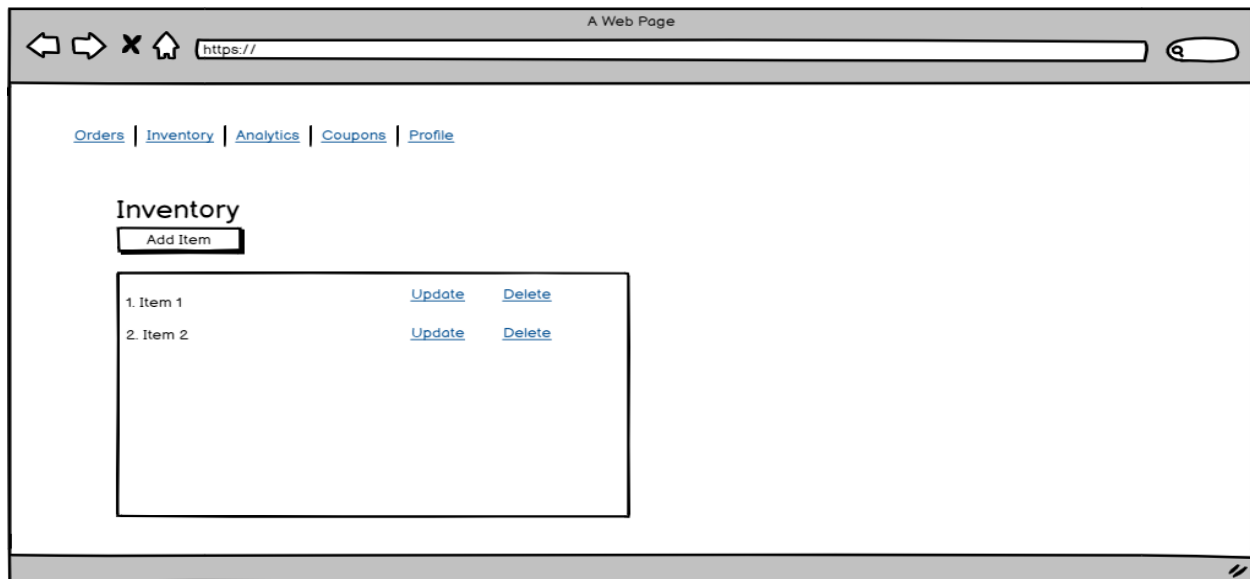 A Web Page
https://
Orders | Inventory | Analytics | Coupons | Profile
Inventory
Add Item
1. Item 1 Update Delete
2. Item 2 Update Delete